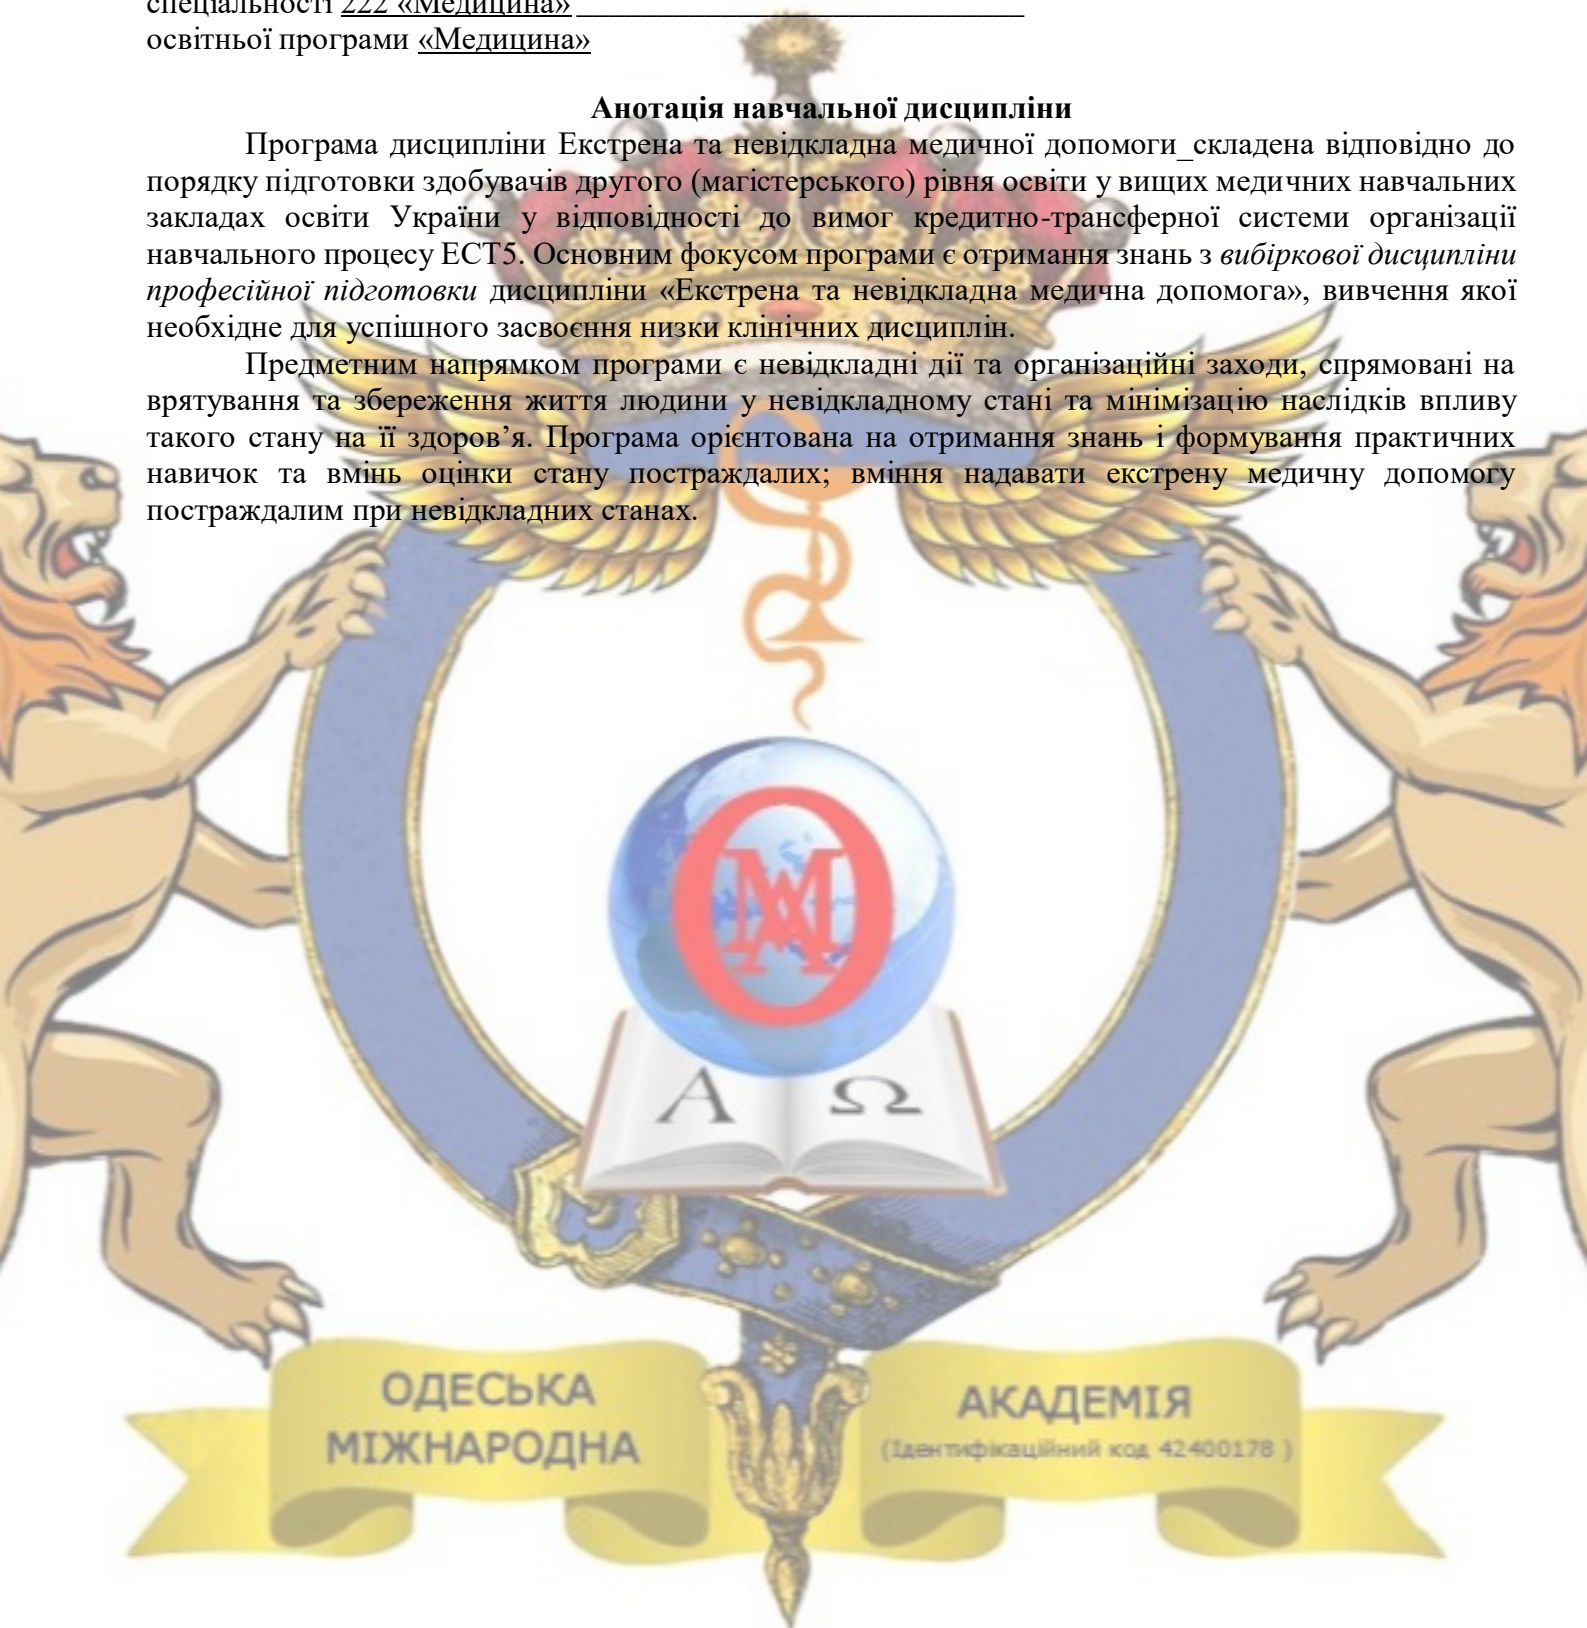 спеціальності 222 «Медицина» ____________________________
освітньої програми «Медицина»
Анотація навчальної дисципліни
Програма дисципліни Екстрена та невідкладна медичної допомоги_складена відповідно до
порядку підготовки здобувачів другого (магістерського) рівня освіти у вищих медичних навчальних
закладах освіти України у відповідності до вимог кредитно-трансферної системи організації
навчального процесу ЕСТ5. Основним фокусом програми є отримання знань з вибіркової дисципліни
професійної підготовки дисципліни «Екстрена та невідкладна медична допомога», вивчення якої
необхідне для успішного засвоєння низки клінічних дисциплін.
Предметним напрямком програми є невідкладні дії та організаційні заходи, спрямовані на
врятування та збереження життя людини у невідкладному стані та мінімізацію наслідків впливу
такого стану на її здоров’я. Програма орієнтована на отримання знань і формування практичних
навичок та вмінь оцінки стану постраждалих; вміння надавати екстрену медичну допомогу
постраждалим при невідкладних станах.
ОМА
Α Ω
ОДЕСЬКА
МІЖНАРОДНА
АКАДЕМІЯ
(Ідентифікаційний код 42400178 )